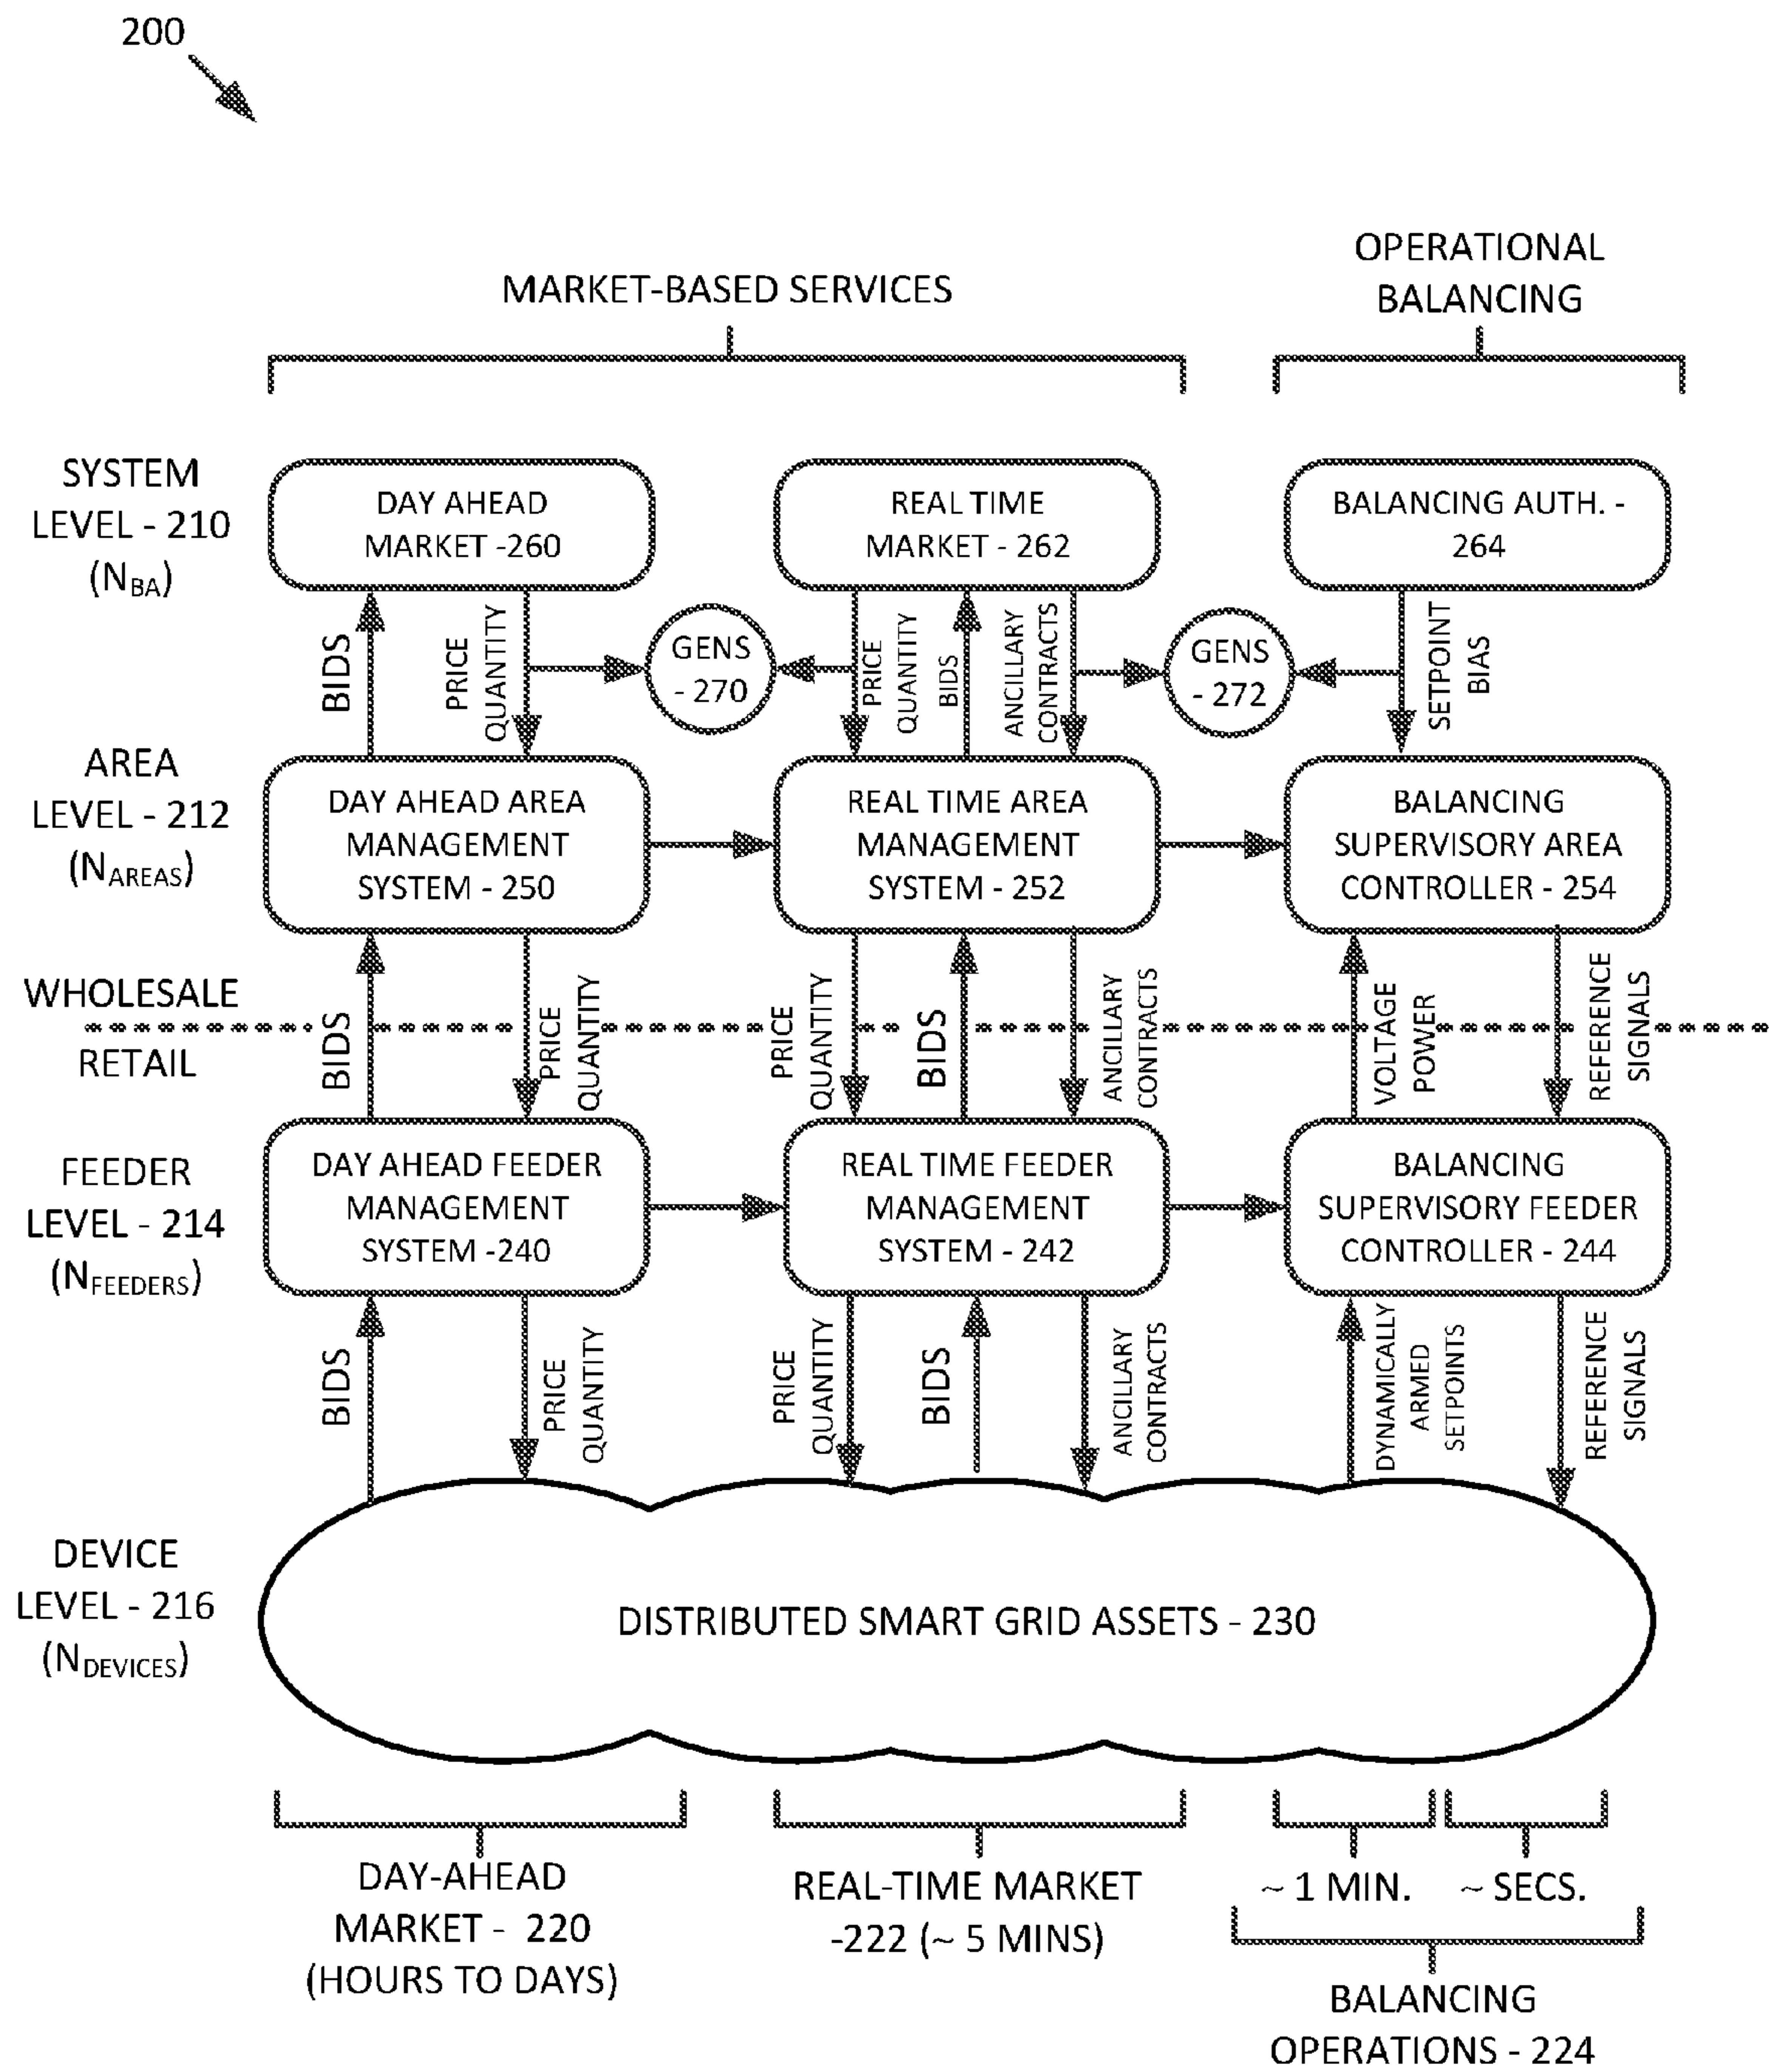 200
MARKET-BASED SERVICES
OPERATIONAL
BALANCING
SYSTEM
LEVEL - 210
(NBA)
DAY AHEAD
MARKET -260
REAL TIME
MARKET - 262
BALANCING AUTH. -
264
BIDS
PRICE
QUANTITY
GENS
- 270
PRICE
QUANTITY
BIDS
ANCILLARY
CONTRACTS
GENS
- 272
SETPOINT
BIAS
AREA
LEVEL - 212
(NAREAS)
DAY AHEAD AREA
MANAGEMENT
SYSTEM - 250
REAL TIME AREA
MANAGEMENT
SYSTEM - 252
BALANCING
SUPERVISORY AREA
CONTROLLER - 254
WHOLESALE
RETAIL
BIDS
PRICE
QUANTITY
PRICE
QUANTITY
BIDS
ANCILLARY
CONTRACTS
VOLTAGE
POWER
REFERENCE
SIGNALS
FEEDER
LEVEL - 214
(NFEEDERS)
DAY AHEAD FEEDER
MANAGEMENT
SYSTEM -240
REAL TIME FEEDER
MANAGEMENT
SYSTEM - 242
BALANCING
SUPERVISORY FEEDER
CONTROLLER - 244
BIDS
PRICE
QUANTITY
PRICE
QUANTITY
BIDS
ANCILLARY
CONTRACTS
DYNAMICALLY
ARMED
SETPOINTS
REFERENCE
SIGNALS
DEVICE
LEVEL - 216
(NDEVICES)
DISTRIBUTED SMART GRID ASSETS - 230
DAY-AHEAD
MARKET - 220
(HOURS TO DAYS)
REAL-TIME MARKET
-222 (~ 5 MINS)
~ 1 MIN.
~ SECS.
BALANCING
OPERATIONS - 224